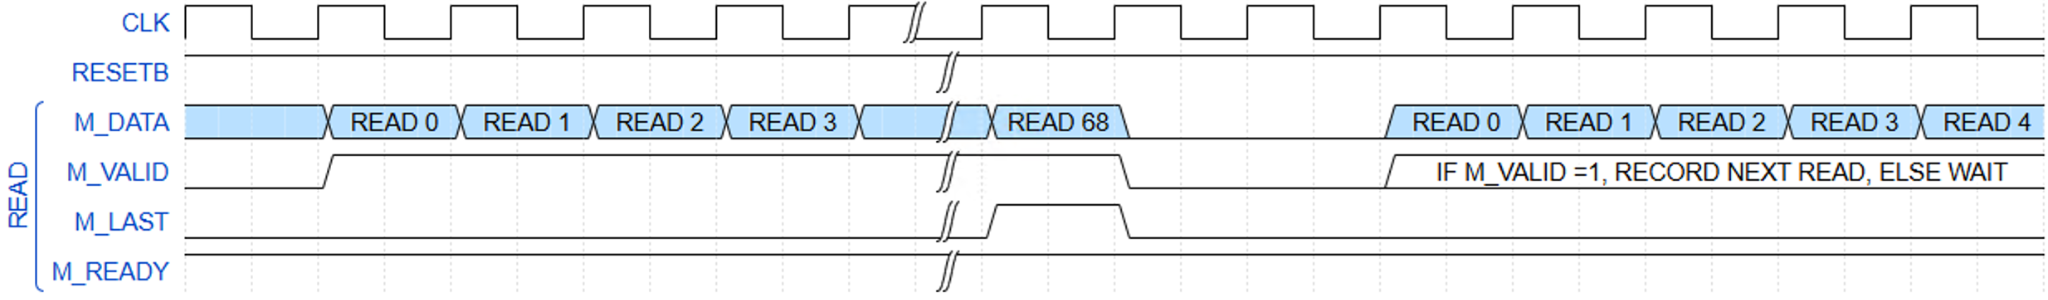 CLK
RESETB
READ
M_DATA READ 0 READ 1 READ 2 READ 3 READ 68 READ 0 READ 1 READ 2 READ 3 READ 4
M_VALID IF M_VALID =1, RECORD NEXT READ, ELSE WAIT
M_LAST
M_READY